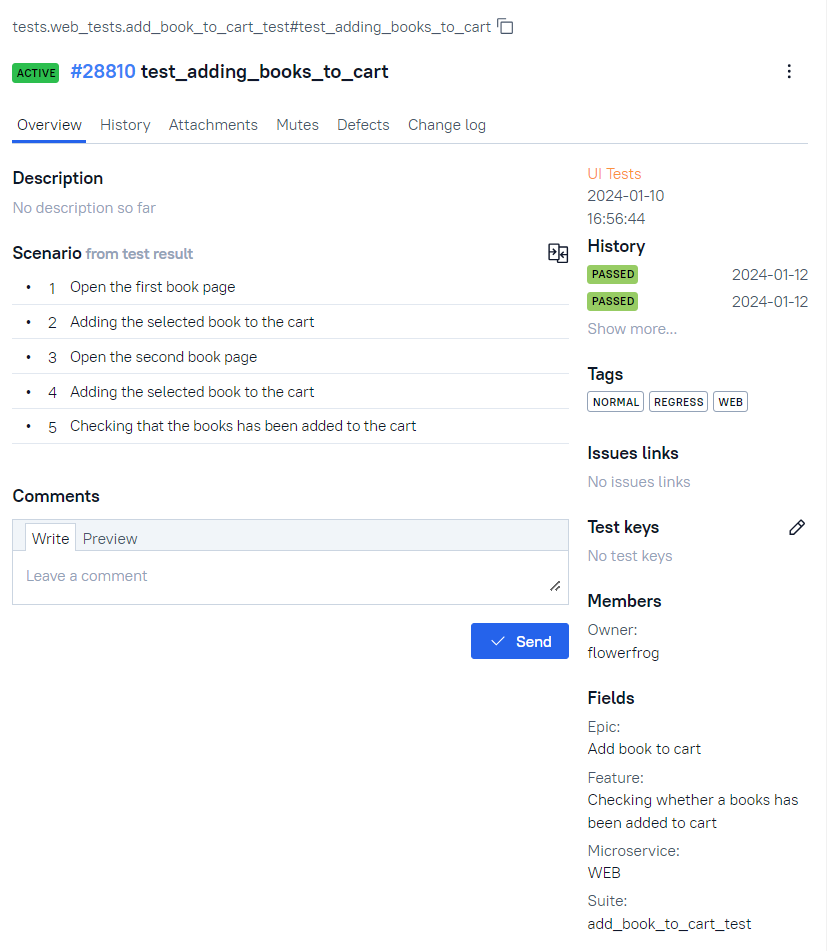 tests.web_tests.add_book_to_cart_test#test_adding_books_to_cart
ACTIVE #28810 test_adding_books_to_cart
Overview History Attachments Mutes Defects Change log
Description
No description so far
Scenario from test result
• 1 Open the first book page
• 2 Adding the selected book to the cart
• 3 Open the second book page
• 4 Adding the selected book to the cart
• 5 Checking that the books has been added to the cart
Comments
Write Preview
Leave a comment
Send
UI Tests
2024-01-10
16:56:44
History
PASSED 2024-01-12
PASSED 2024-01-12
Show more...
Tags
NORMAL REGRESS WEB
Issues links
No issues links
Test keys
No test keys
Members
Owner:
flowerfrog
Fields
Epic:
Add book to cart
Feature:
Checking whether a books has
been added to cart
Microservice:
WEB
Suite:
add_book_to_cart_test